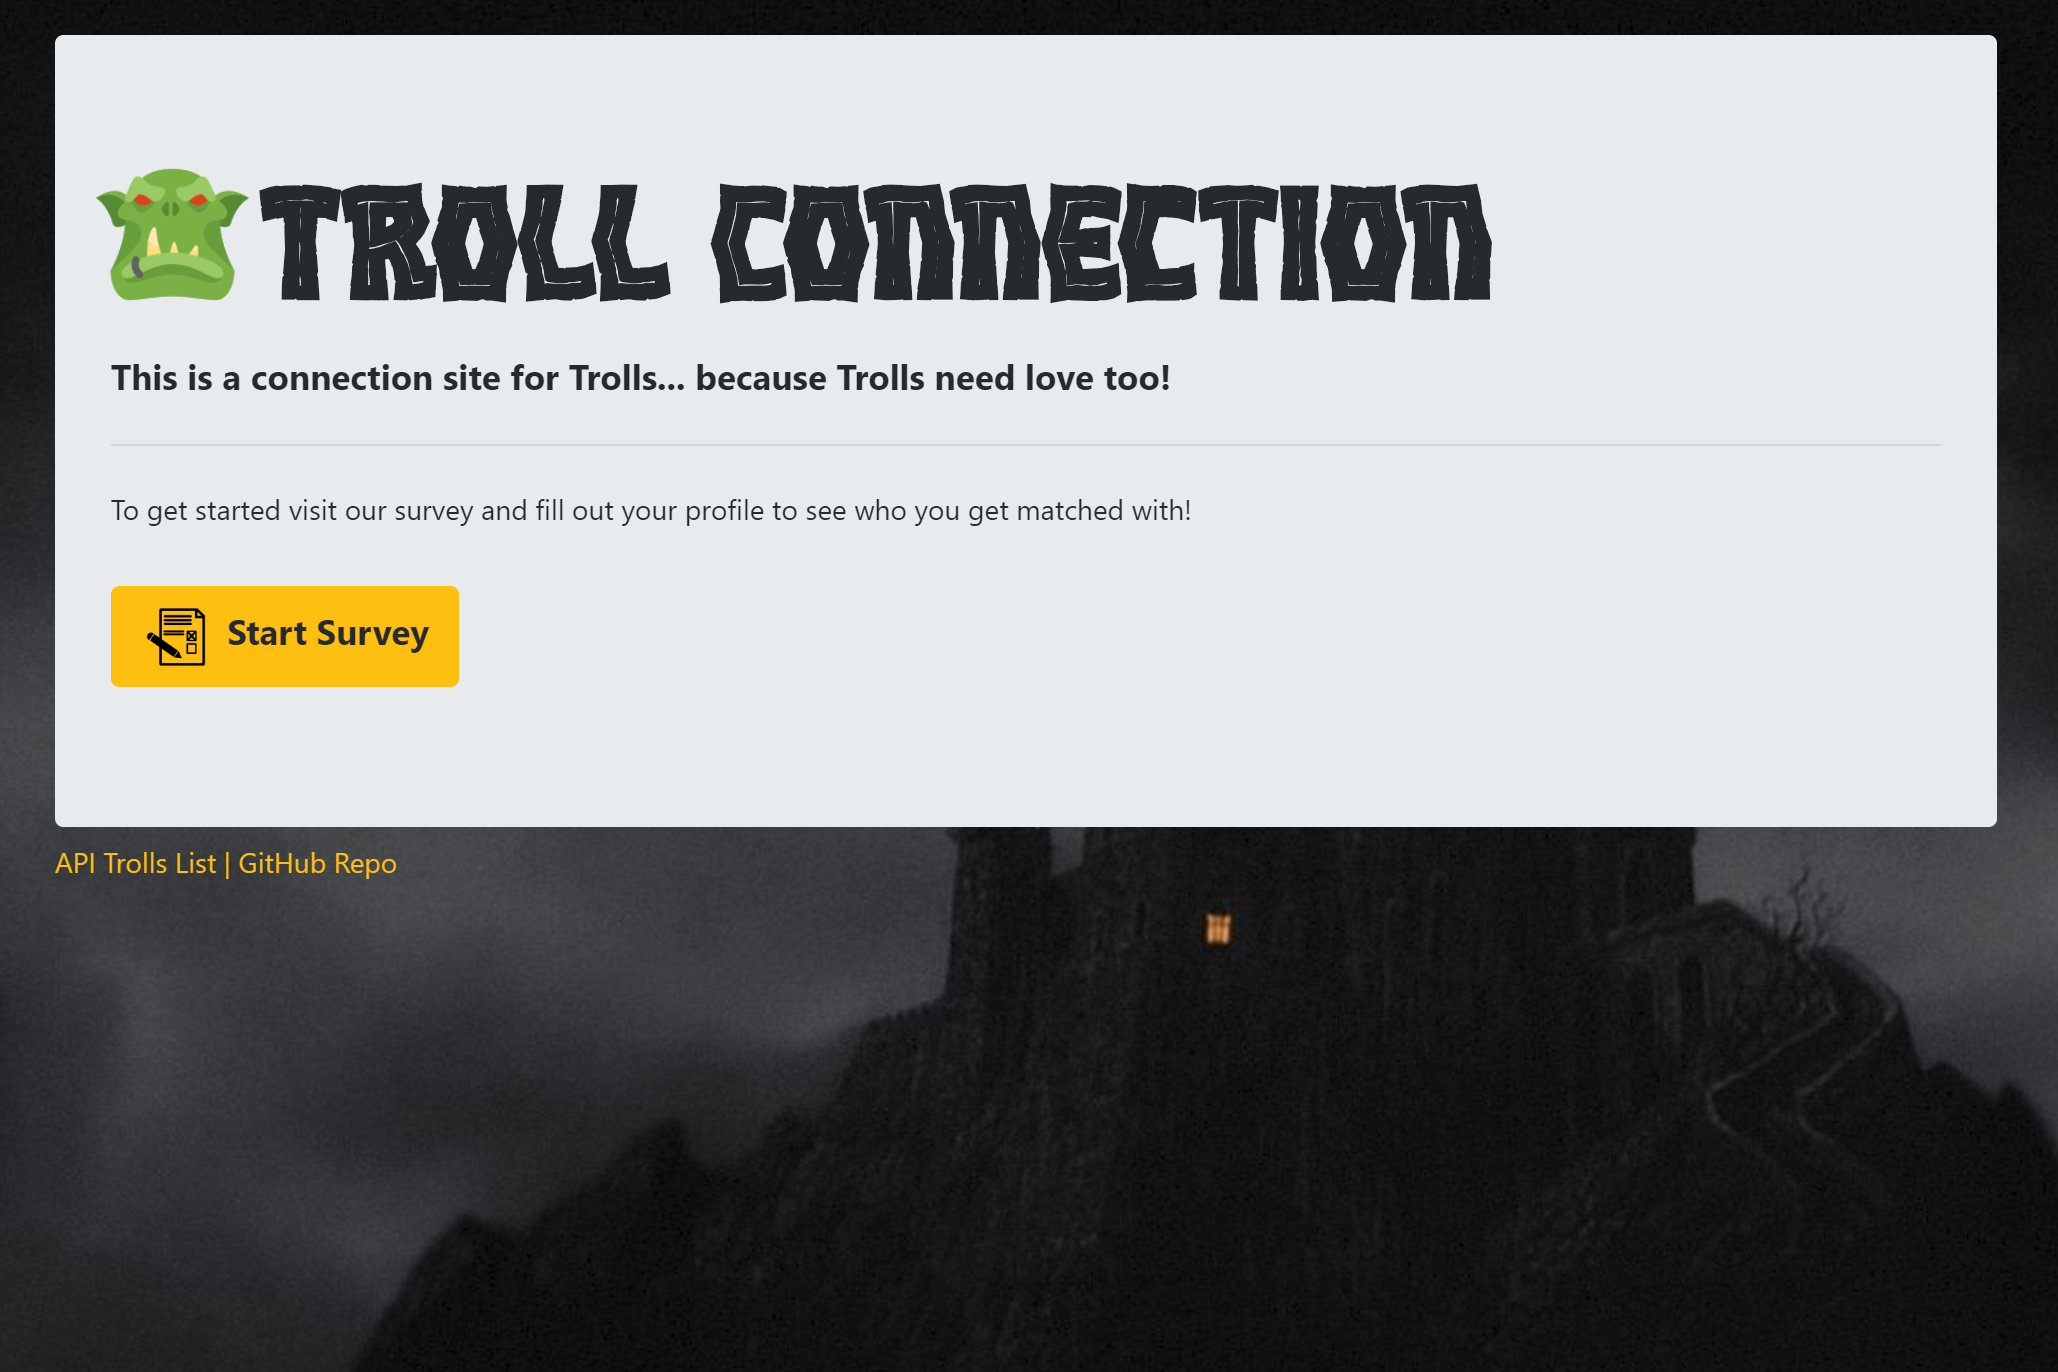 TROLL CONNECTION
This is a connection site for Trolls... because Trolls need love too!
To get started visit our survey and fill out your profile to see who you get matched with!
Start Survey
API Trolls List | GitHub Repo